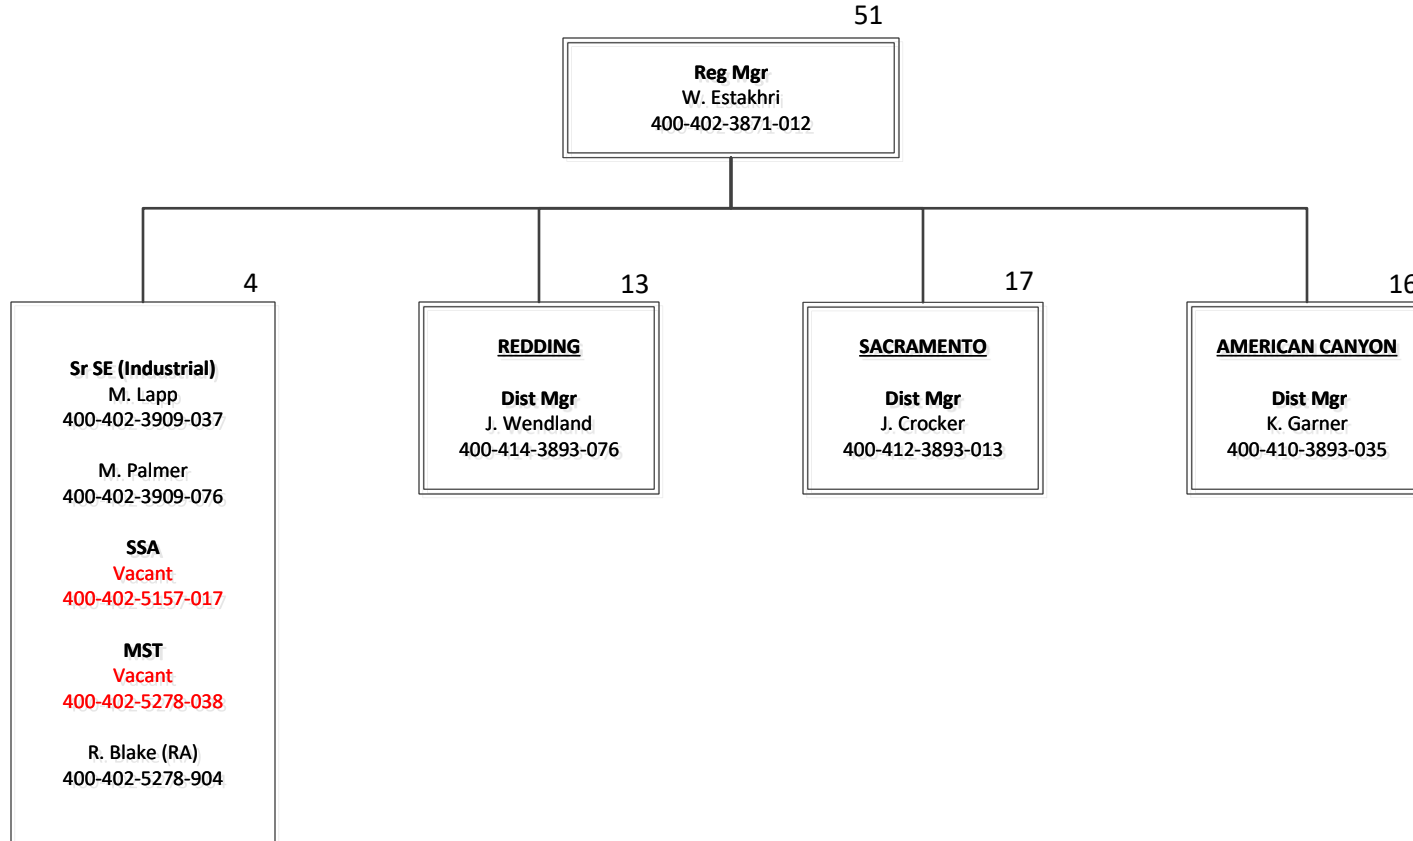 51
Reg Mgr
W. Estakhri
400-402-3871-012
4
Sr SE (Industrial)
M. Lapp
400-402-3909-037
M. Palmer
400-402-3909-076
SSA
Vacant
400-402-5157-017
MST
Vacant
400-402-5278-038
R. Blake (RA)
400-402-5278-904
13
REDDING
Dist Mgr
J. Wendland
400-414-3893-076
17
SACRAMENTO
Dist Mgr
J. Crocker
400-412-3893-013
16
AMERICAN CANYON
Dist Mgr
K. Garner
400-410-3893-035